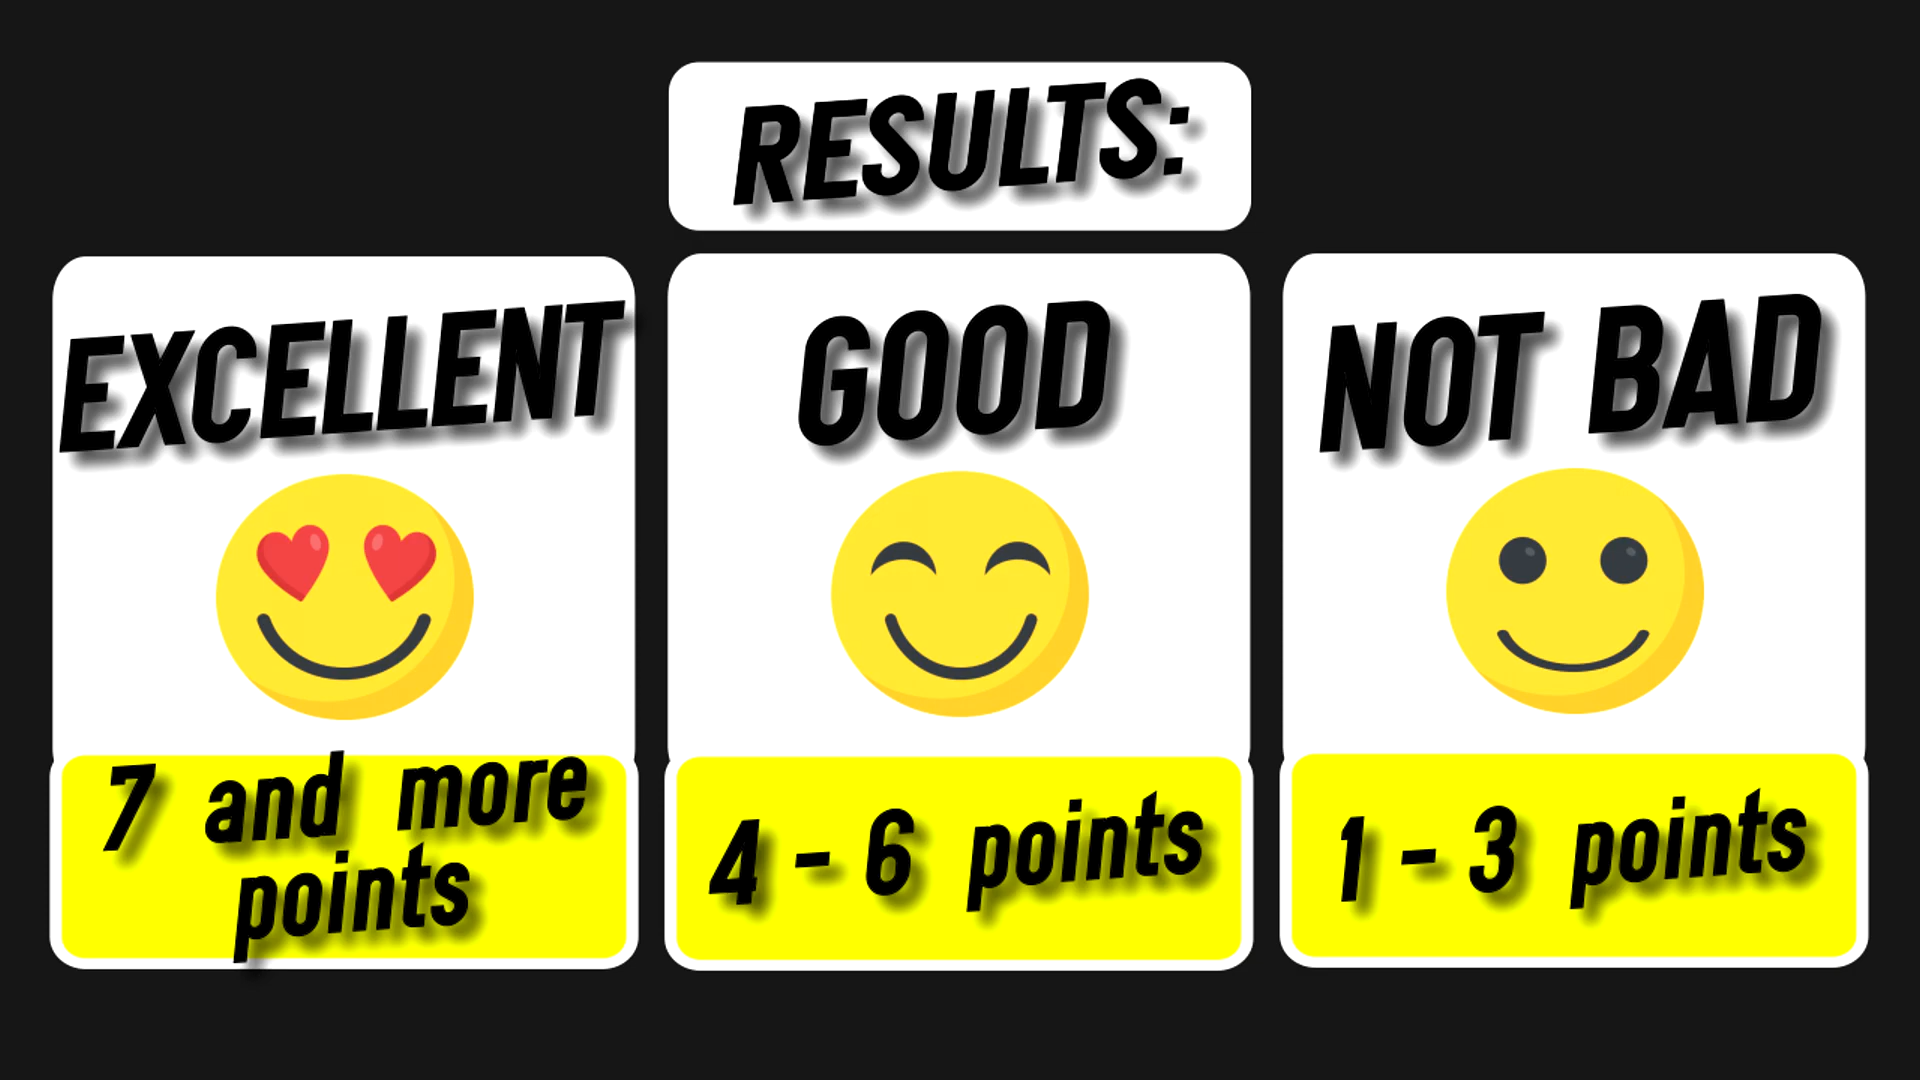 RESULTS:
EXCELLENT
7 and more
points
GOOD
4 - 6 points
NOT BAD
1 - 3 points